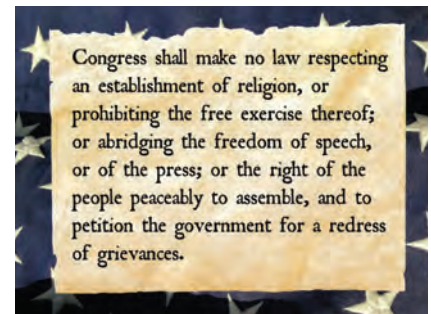 Congress shall make no law respecting
an establishment of religion, or
prohibiting the free exercise thereof;
or abridging the freedom of speech,
or of the press; or the right of the
people peaceably to assemble, and to
petition the government for a redress
of grievances.